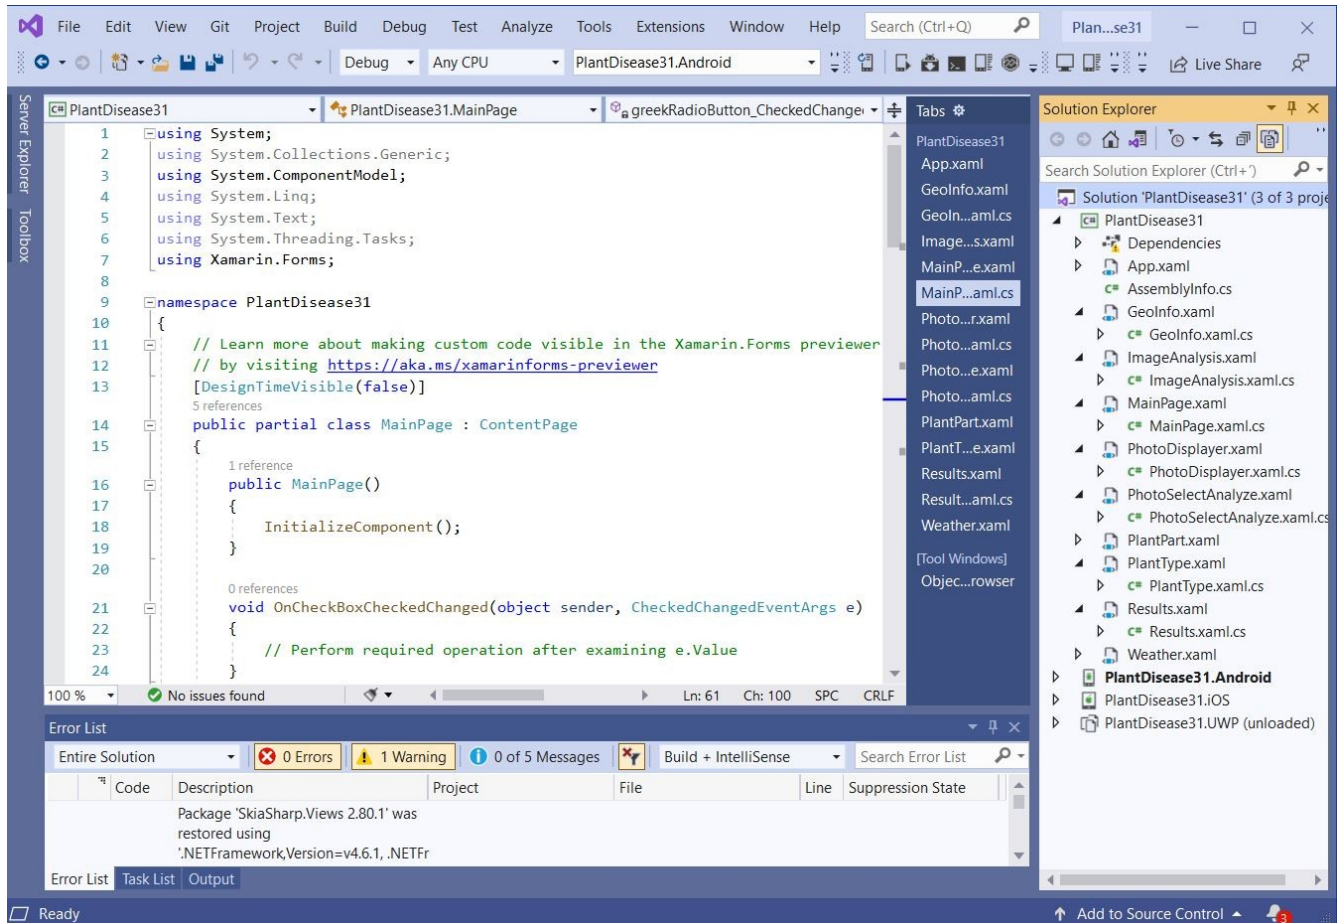 File Edit View Git Project Build Debug Test Analyze Tools Extensions Window Help Search (Ctrl+Q) Plan...se31
Debug Any CPU PlantDisease31.Android Live Share
Server Explorer
Toolbox
C# PlantDisease31 PlantDisease31.MainPage greekRadioButton_CheckedChange
1 using System;
2 using System.Collections.Generic;
3 using System.ComponentModel;
4 using System.Linq;
5 using System.Text;
6 using System.Threading.Tasks;
7 using Xamarin.Forms;
8
9 namespace PlantDisease31
10 {
11 // Learn more about making custom code visible in the Xamarin.Forms previewer
12 // by visiting https://aka.ms/xamarinforms-previewer
13 [DesignTimeVisible(false)]
5 references
14 public partial class MainPage : ContentPage
15 {
1 reference
16 public MainPage()
17 {
18 InitializeComponent();
19 }
20
0 references
21 void OnCheckBoxCheckedChanged(object sender, CheckedChangedEventArgs e)
22 {
23 // Perform required operation after examining e.Value
24 }
100 % No issues found Ln: 61 Ch: 100 SPC CRLF
Tabs
PlantDisease31
App.xaml
GeoInfo.xaml
GeoIn...aml.cs
Image...s.xaml
MainP...e.xaml
MainP...aml.cs
Photo...r.xaml
Photo...aml.cs
Photo...e.xaml
Photo...aml.cs
PlantPart.xaml
PlantT...e.xaml
Results.xaml
Result...aml.cs
Weather.xaml
[Tool Windows]
Objec...rowser
Solution Explorer
Search Solution Explorer (Ctrl+')
Solution 'PlantDisease31' (3 of 3 proje
C# PlantDisease31
Dependencies
App.xaml
C# AssemblyInfo.cs
GeoInfo.xaml
C# GeoInfo.xaml.cs
ImageAnalysis.xaml
C# ImageAnalysis.xaml.cs
MainPage.xaml
C# MainPage.xaml.cs
PhotoDisplayer.xaml
C# PhotoDisplayer.xaml.cs
PhotoSelectAnalyze.xaml
C# PhotoSelectAnalyze.xaml.cs
PlantPart.xaml
PlantType.xaml
C# PlantType.xaml.cs
Results.xaml
C# Results.xaml.cs
Weather.xaml
PlantDisease31.Android
PlantDisease31.iOS
PlantDisease31.UWP (unloaded)
Error List
Entire Solution 0 Errors 1 Warning 0 of 5 Messages Build + IntelliSense Search Error List
Code Description Project File Line Suppression State
Package 'SkiaSharp.Views 2.80.1' was
restored using
'.NETFramework,Version=v4.6.1, .NETFr
Error List Task List Output
Ready Add to Source Control 3